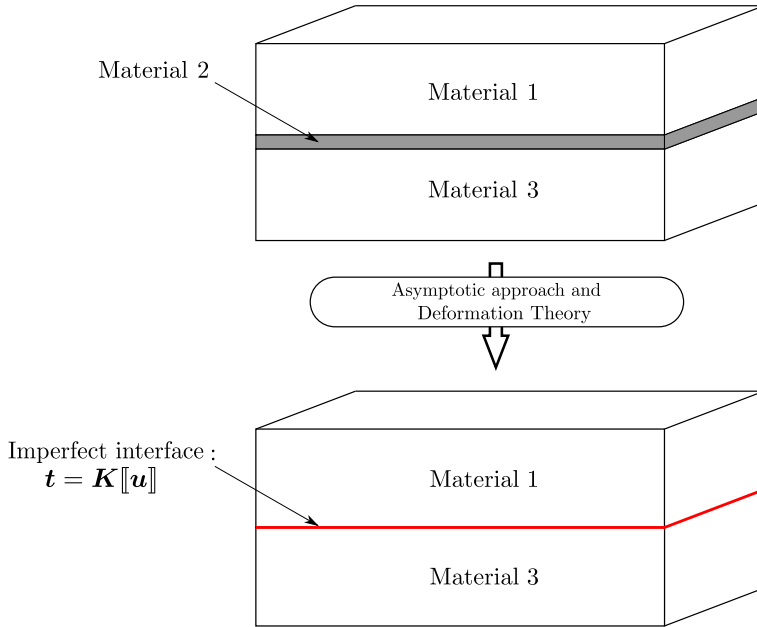 Material 2
Material 1
Material 3
Asymptotic approach and
Deformation Theory
Imperfect interface:
t = K⟦u⟧
Material 1
Material 3